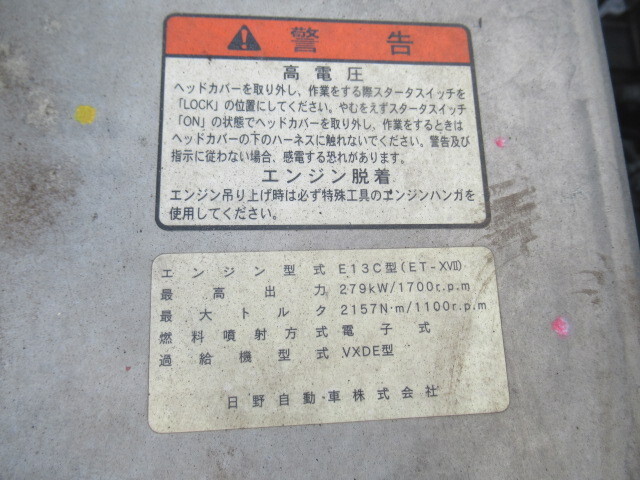 警告
高電圧
ヘッドカバーを取り外し、作業をする際スタータスイッチを
「LOCK」の位置にしてください。やむをえずスタータスイッチ
「ON」の状態でヘッドカバーを取り外し、作業をするときは
ヘッドカバーの下のハーネスに触れないでください。警告及び
指示に従わない場合、感電する恐れがあります。
エンジン脱着
エンジン吊り上げ時は必ず特殊工具のエンジンハンガを
使用してください。
エンジン型式 E13C型(ET-XVII)
最高出力 279kW/1700r.p.m
最大トルク 2157N·m/1100r.p.m
燃料噴射方式 電子式
過給機型式 VXDE型
日野自動車株式会社